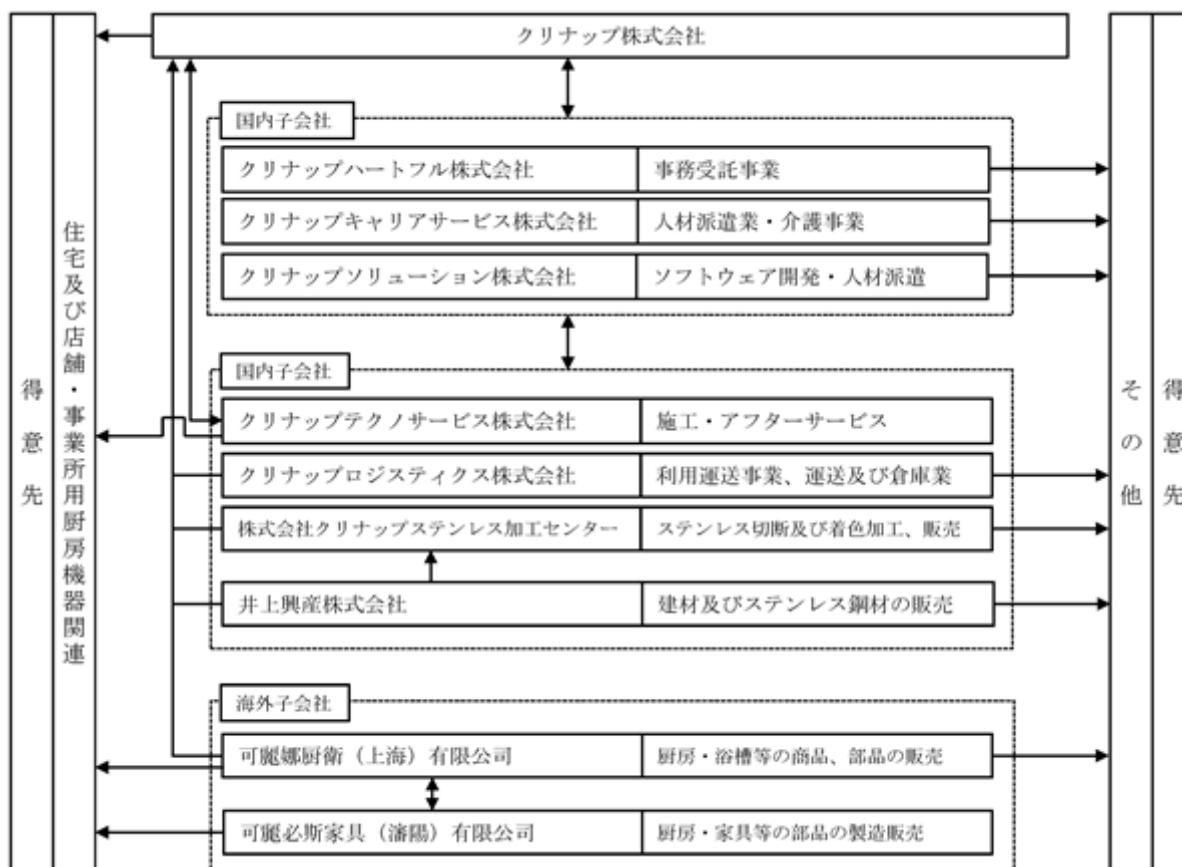 クリナップ株式会社
国内子会社
クリナップハートフル株式会社 事務受託事業
クリナップキャリアサービス株式会社 人材派遣業・介護事業
クリナップソリューション株式会社 ソフトウェア開発・人材派遣
国内子会社
クリナップテクノサービス株式会社 施工・アフターサービス
クリナップロジスティクス株式会社 利用運送事業、運送及び倉庫業
株式会社クリナップステンレス加工センター ステンレス切断及び着色加工、販売
井上興産株式会社 建材及びステンレス鋼材の販売
海外子会社
可麗娜厨衛（上海）有限公司 厨房・浴槽等の商品、部品の販売
可麗必斯家具（瀋陽）有限公司 厨房・家具等の部品の製造販売
得意先
住宅及び店舗・事業所用厨房機器関連
その他
得意先